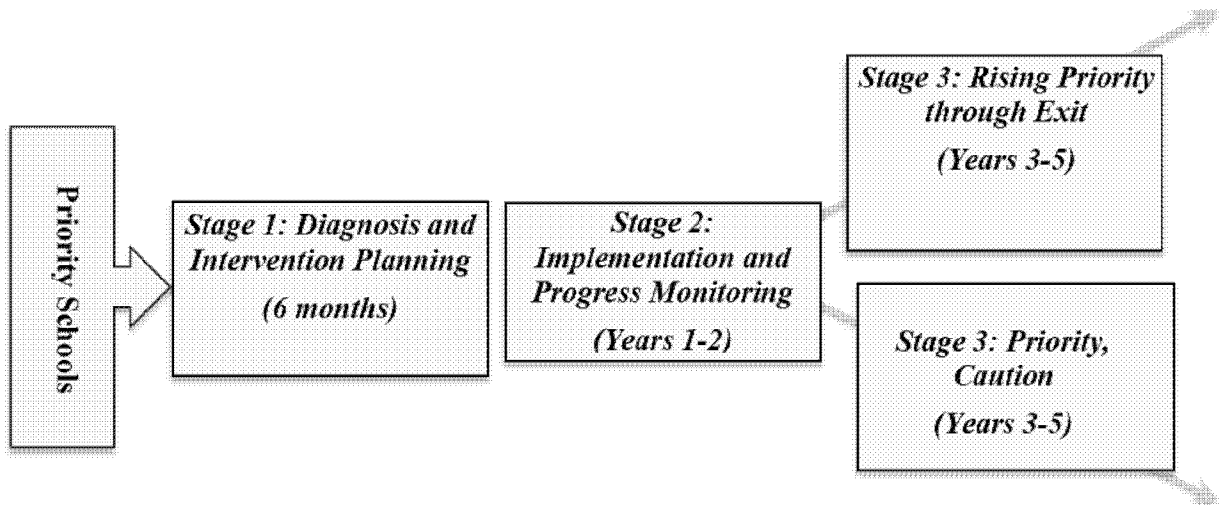 Priority Schools
Stage 1: Diagnosis and
Intervention Planning
(6 months)
Stage 2:
Implementation and
Progress Monitoring
(Years 1-2)
Stage 3: Rising Priority
through Exit
(Years 3-5)
Stage 3: Priority,
Caution
(Years 3-5)